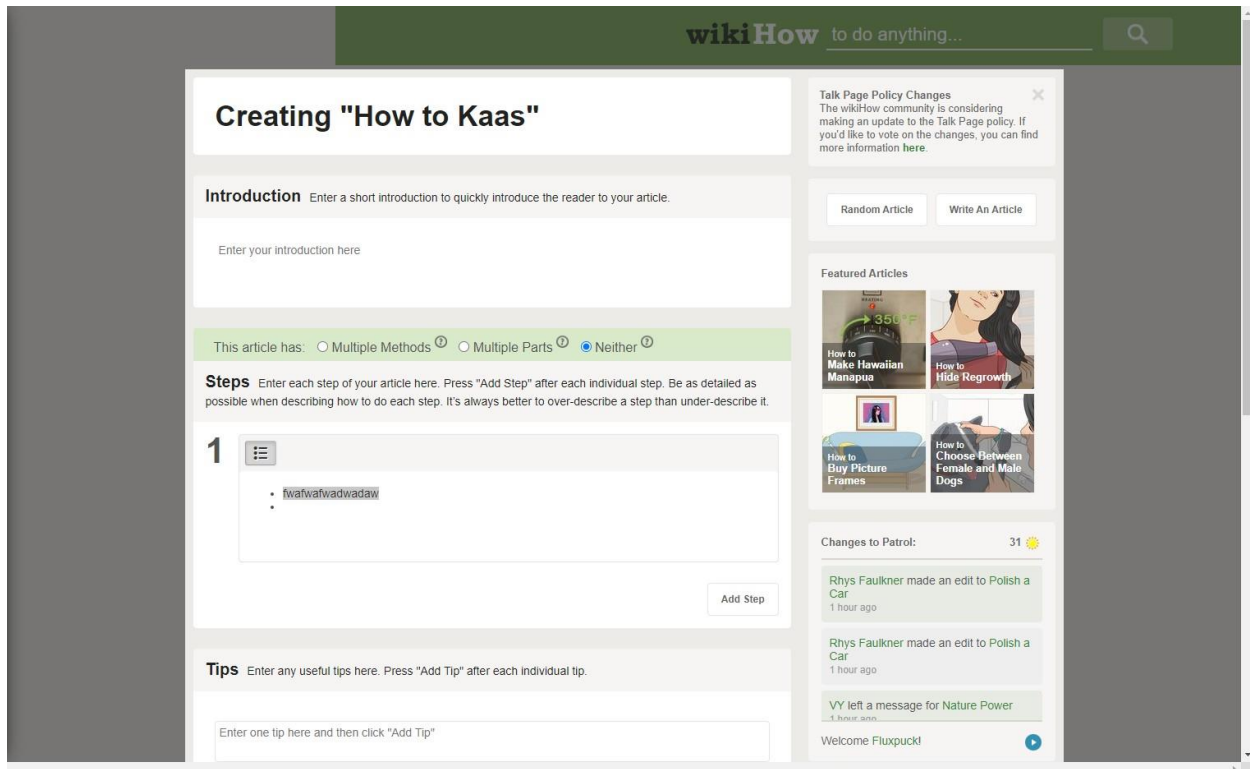 wikiHow to do anything...
Creating "How to Kaas"
Introduction Enter a short introduction to quickly introduce the reader to your article.
Enter your introduction here
This article has: Multiple Methods ? Multiple Parts ? Neither ?
Steps Enter each step of your article here. Press "Add Step" after each individual step. Be as detailed as
possible when describing how to do each step. It's always better to over-describe a step than under-describe it.
1
fwafwafwadwadaw
Add Step
Tips Enter any useful tips here. Press "Add Tip" after each individual tip.
Enter one tip here and then click "Add Tip"
Talk Page Policy Changes
The wikiHow community is considering
making an update to the Talk Page policy. If
you'd like to vote on the changes, you can find
more information here.
Random Article Write An Article
Featured Articles
350°F
How to
Make Hawaiian
Manapua
How to
Hide Regrowth
How to
Buy Picture
Frames
How to
Choose Between
Female and Male
Dogs
Changes to Patrol: 31
Rhys Faulkner made an edit to Polish a
Car
1 hour ago
Rhys Faulkner made an edit to Polish a
Car
1 hour ago
VY left a message for Nature Power
1 hour ago
Welcome Fluxpuck!